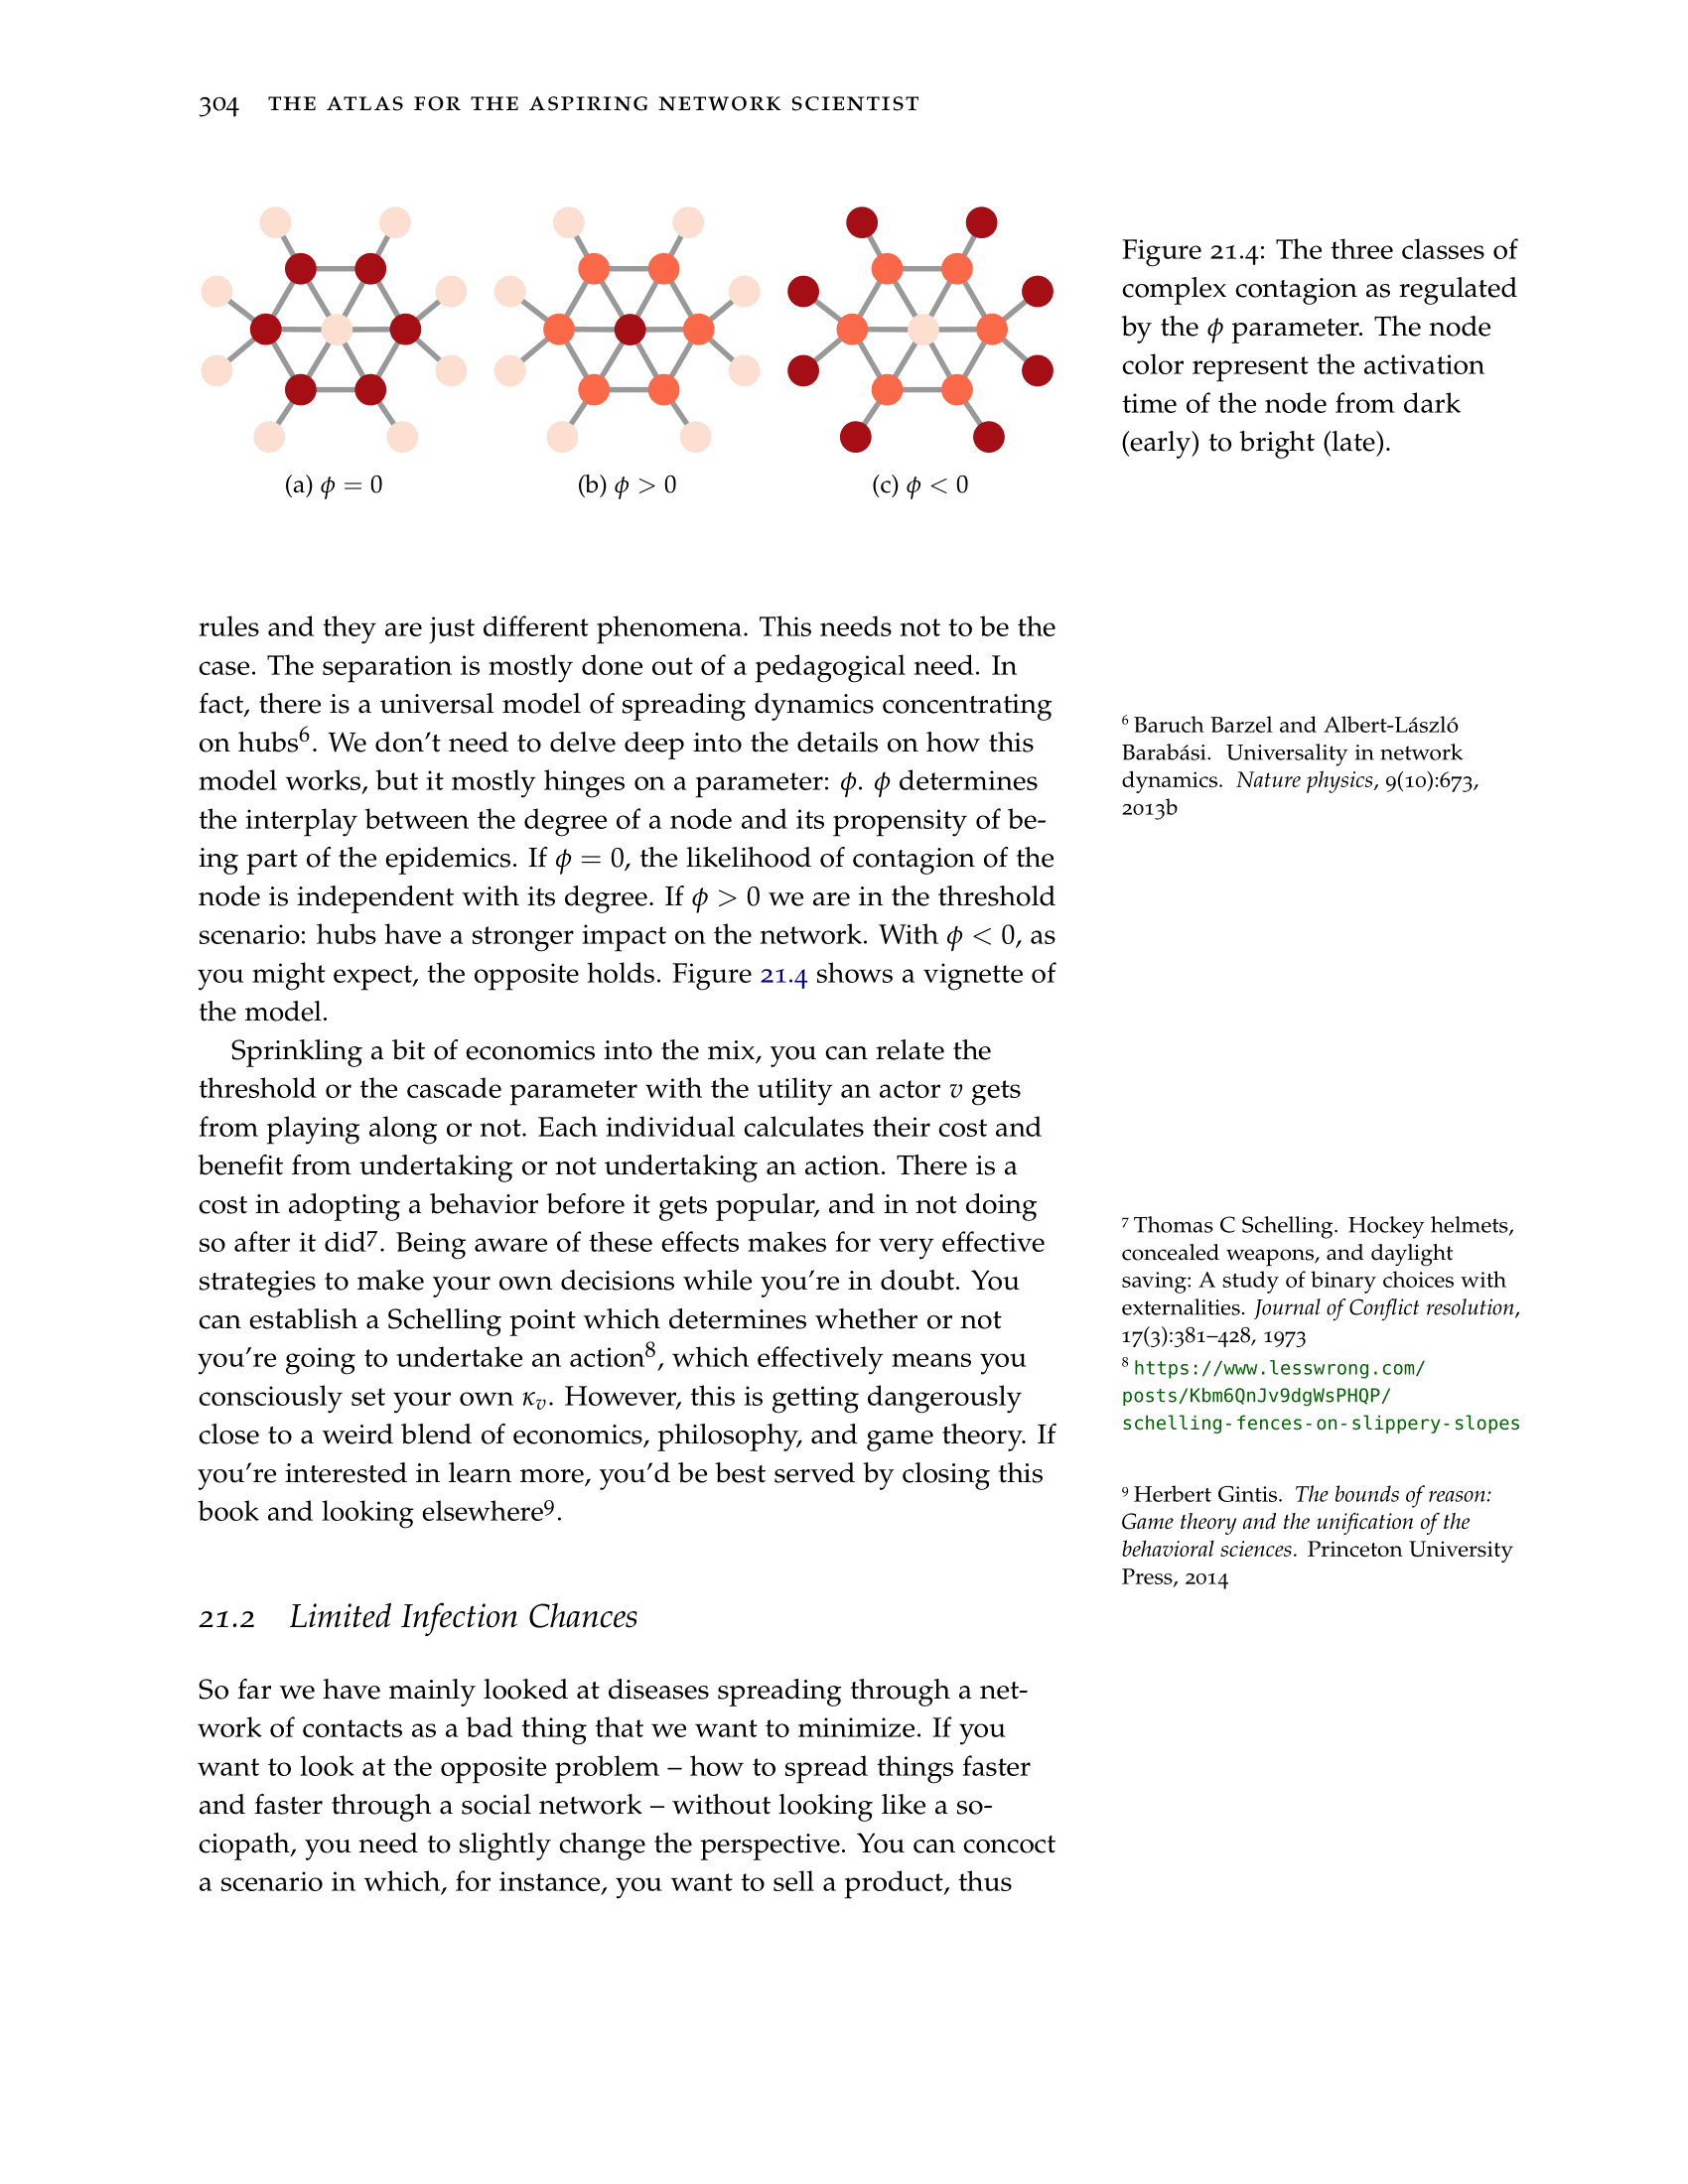 304 THE ATLAS FOR THE ASPIRING NETWORK SCIENTIST
(a) ϕ = 0
(b) ϕ > 0
(c) ϕ < 0
Figure 21.4: The three classes of
complex contagion as regulated
by the ϕ parameter. The node
color represent the activation
time of the node from dark
(early) to bright (late).
rules and they are just different phenomena. This needs not to be the
case. The separation is mostly done out of a pedagogical need. In
fact, there is a universal model of spreading dynamics concentrating
on hubs⁶. We don't need to delve deep into the details on how this
model works, but it mostly hinges on a parameter: ϕ. ϕ determines
the interplay between the degree of a node and its propensity of be-
ing part of the epidemics. If ϕ = 0, the likelihood of contagion of the
node is independent with its degree. If ϕ > 0 we are in the threshold
scenario: hubs have a stronger impact on the network. With ϕ < 0, as
you might expect, the opposite holds. Figure 21.4 shows a vignette of
the model.
⁶ Baruch Barzel and Albert-László
Barabási. Universality in network
dynamics. Nature physics, 9(10):673,
2013b
Sprinkling a bit of economics into the mix, you can relate the
threshold or the cascade parameter with the utility an actor v gets
from playing along or not. Each individual calculates their cost and
benefit from undertaking or not undertaking an action. There is a
cost in adopting a behavior before it gets popular, and in not doing
so after it did⁷. Being aware of these effects makes for very effective
strategies to make your own decisions while you're in doubt. You
can establish a Schelling point which determines whether or not
you're going to undertake an action⁸, which effectively means you
consciously set your own κᵥ. However, this is getting dangerously
close to a weird blend of economics, philosophy, and game theory. If
you're interested in learn more, you'd be best served by closing this
book and looking elsewhere⁹.
⁷ Thomas C Schelling. Hockey helmets,
concealed weapons, and daylight
saving: A study of binary choices with
externalities. Journal of Conflict resolution,
17(3):381–428, 1973
⁸ https://www.lesswrong.com/
posts/Kbm6QnJv9dgWsPHQP/
schelling-fences-on-slippery-slopes
⁹ Herbert Gintis. The bounds of reason:
Game theory and the unification of the
behavioral sciences. Princeton University
Press, 2014
21.2 Limited Infection Chances
So far we have mainly looked at diseases spreading through a net-
work of contacts as a bad thing that we want to minimize. If you
want to look at the opposite problem – how to spread things faster
and faster through a social network – without looking like a so-
ciopath, you need to slightly change the perspective. You can concoct
a scenario in which, for instance, you want to sell a product, thus